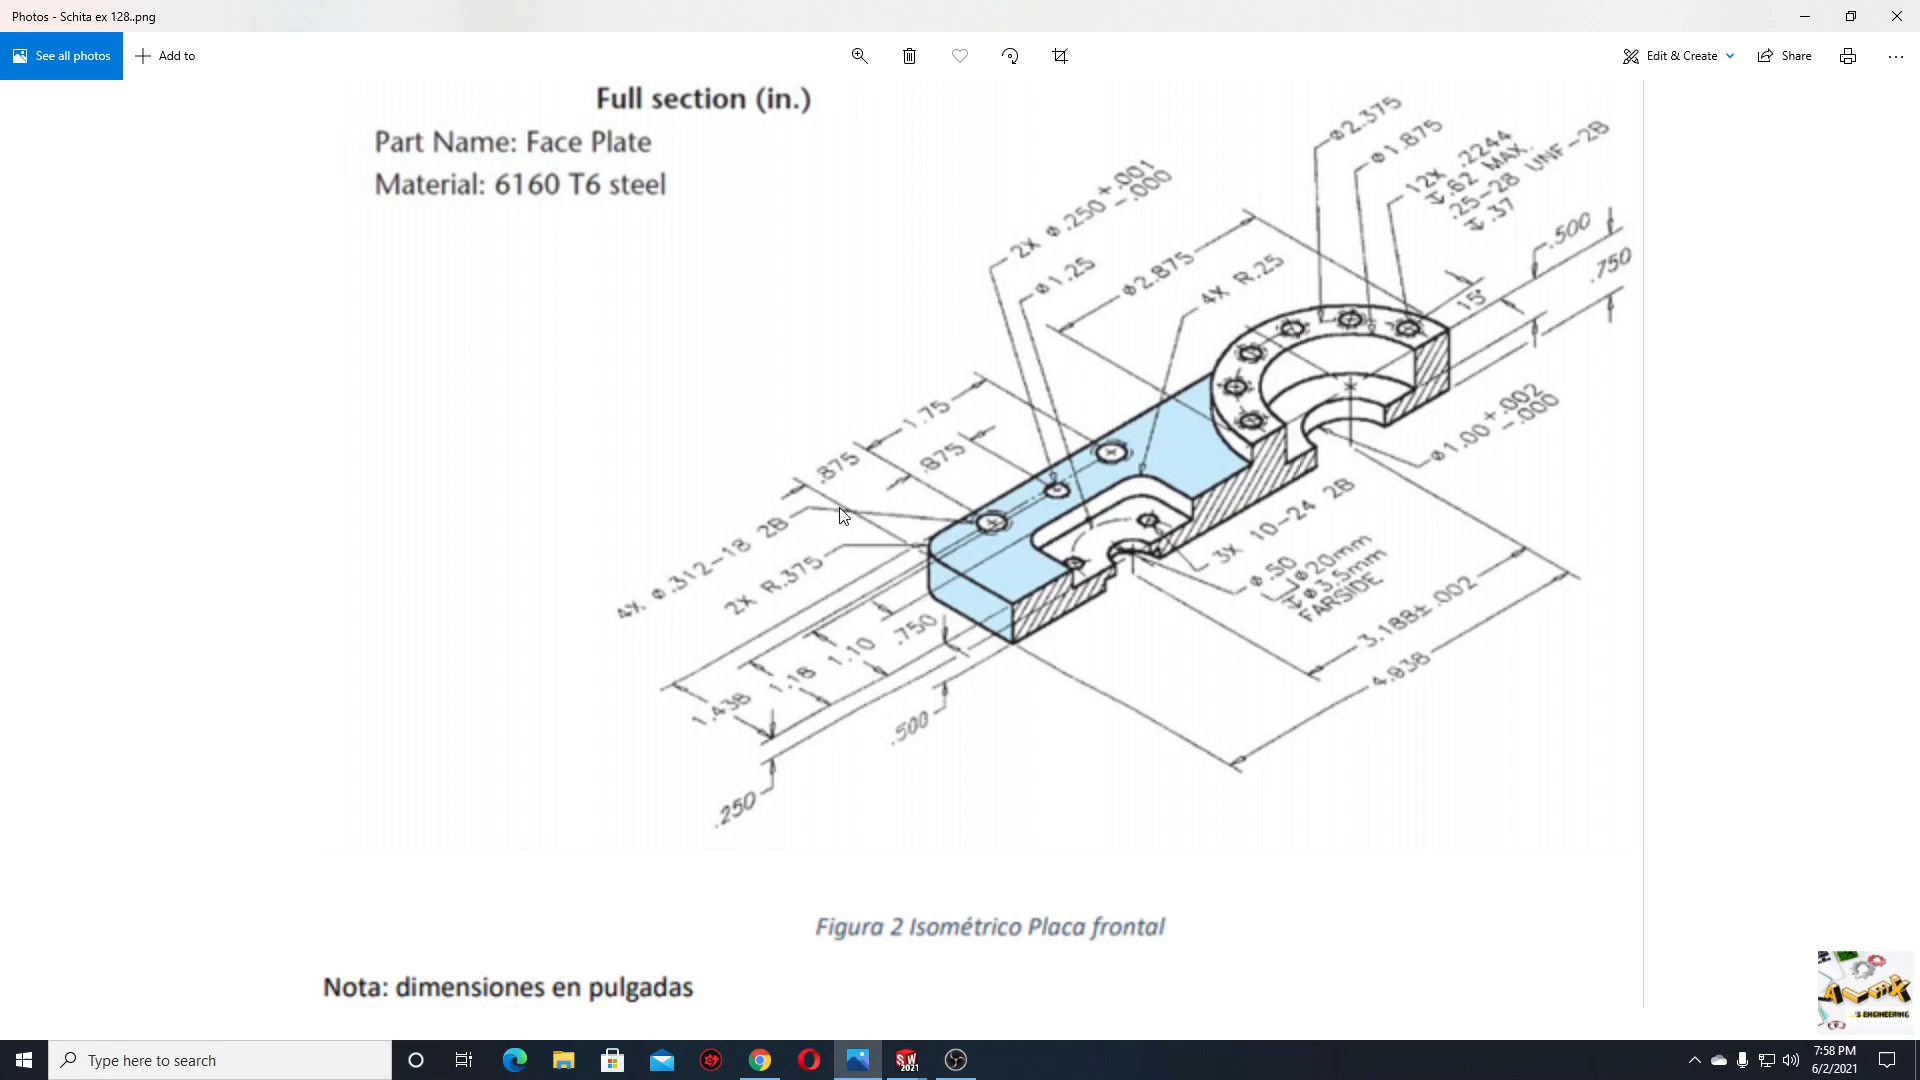 Photos - Schita ex 128..png
See all photos
Add to
Edit & Create
Share
Full section (in.)
Part Name: Face Plate
Material: 6160 T6 steel
⌀2.375
⌀1.875
12X .2244
↧.62 MAX.
.25-28 UNF-2B
↧.37
2X ⌀.250 +.001
-.000
⌀1.25
⌀2.875
4X R.25
.500
.750
15°
1.75
.875
.875
⌀1.00 +.002
-.000
4X ⌀.312-18 2B
2X R.375
3X 10-24 2B
⌀.50
⌴⌀20mm
↧⌀3.5mm
FARSIDE
3.188±.002
4.938
.750
1.10
1.18
1.438
.500
.250
Figura 2 Isométrico Placa frontal
Nota: dimensiones en pulgadas
'S ENGINEERING
Type here to search
SW
2021
7:58 PM
6/2/2021